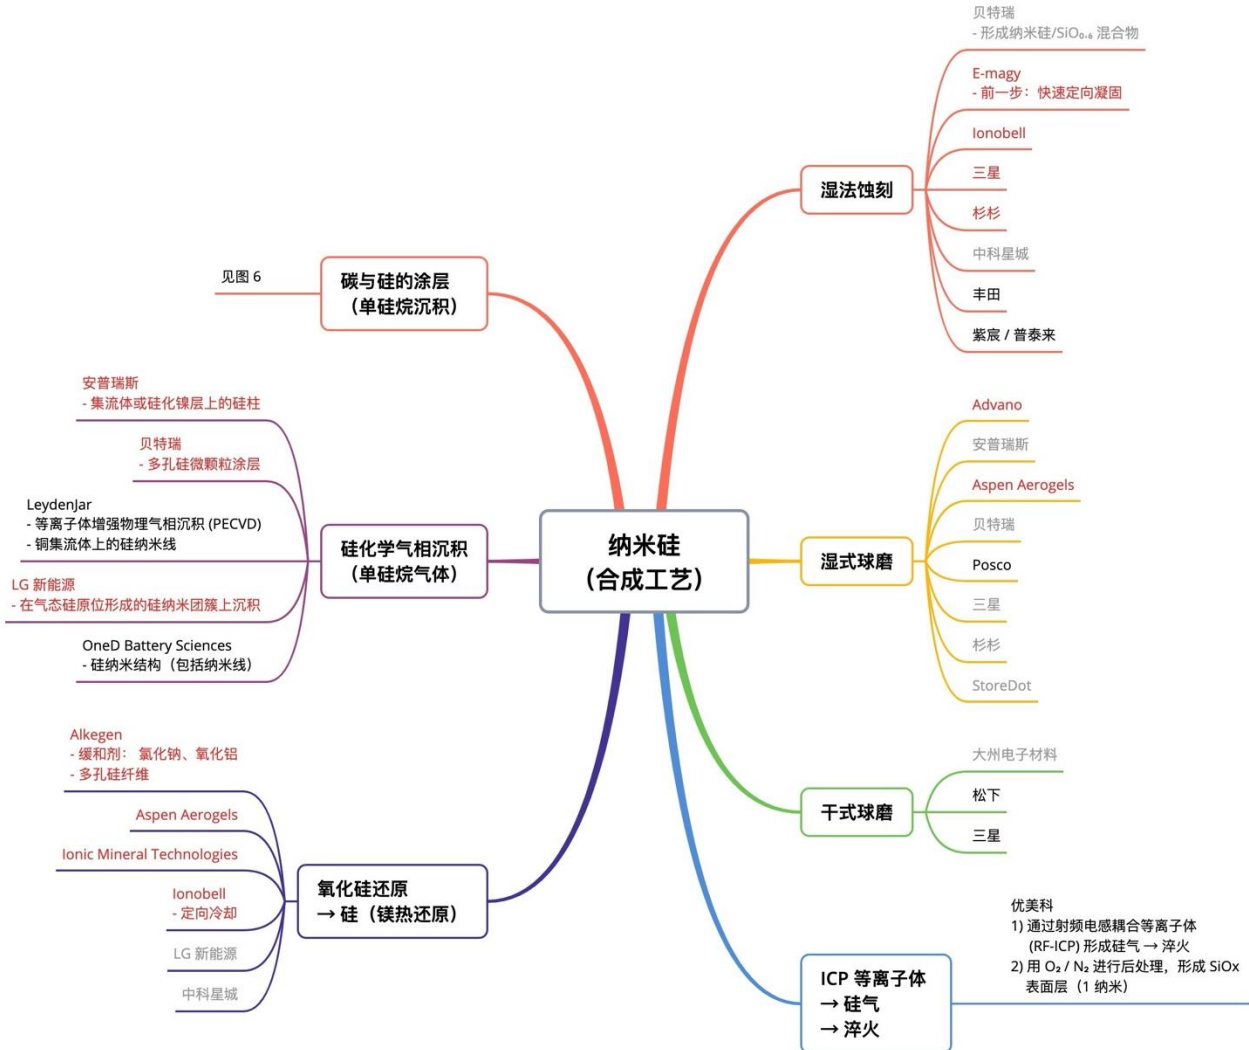 纳米硅
（合成工艺）
湿法蚀刻
贝特瑞
- 形成纳米硅/SiO₀.₆ 混合物
E-magy
- 前一步：快速定向凝固
Ionobell
三星
杉杉
中科星城
丰田
紫宸 / 普泰来
湿式球磨
Advano
安普瑞斯
Aspen Aerogels
贝特瑞
Posco
三星
杉杉
StoreDot
干式球磨
大州电子材料
松下
三星
ICP 等离子体
→ 硅气
→ 淬火
优美科
1) 通过射频电感耦合等离子体
(RF-ICP) 形成硅气 → 淬火
2) 用 O₂ / N₂ 进行后处理，形成 SiOx
表面层（1 纳米）
碳与硅的涂层
（单硅烷沉积）
见图 6
硅化学气相沉积
（单硅烷气体）
安普瑞斯
- 集流体或硅化镍层上的硅柱
贝特瑞
- 多孔硅微颗粒涂层
LeydenJar
- 等离子体增强物理气相沉积 (PECVD)
- 铜集流体上的硅纳米线
LG 新能源
- 在气态硅原位形成的硅纳米团簇上沉积
OneD Battery Sciences
- 硅纳米结构（包括纳米线）
氧化硅还原
→ 硅（镁热还原）
Alkegen
- 缓和剂： 氯化钠、氧化铝
- 多孔硅纤维
Aspen Aerogels
Ionic Mineral Technologies
Ionobell
- 定向冷却
LG 新能源
中科星城